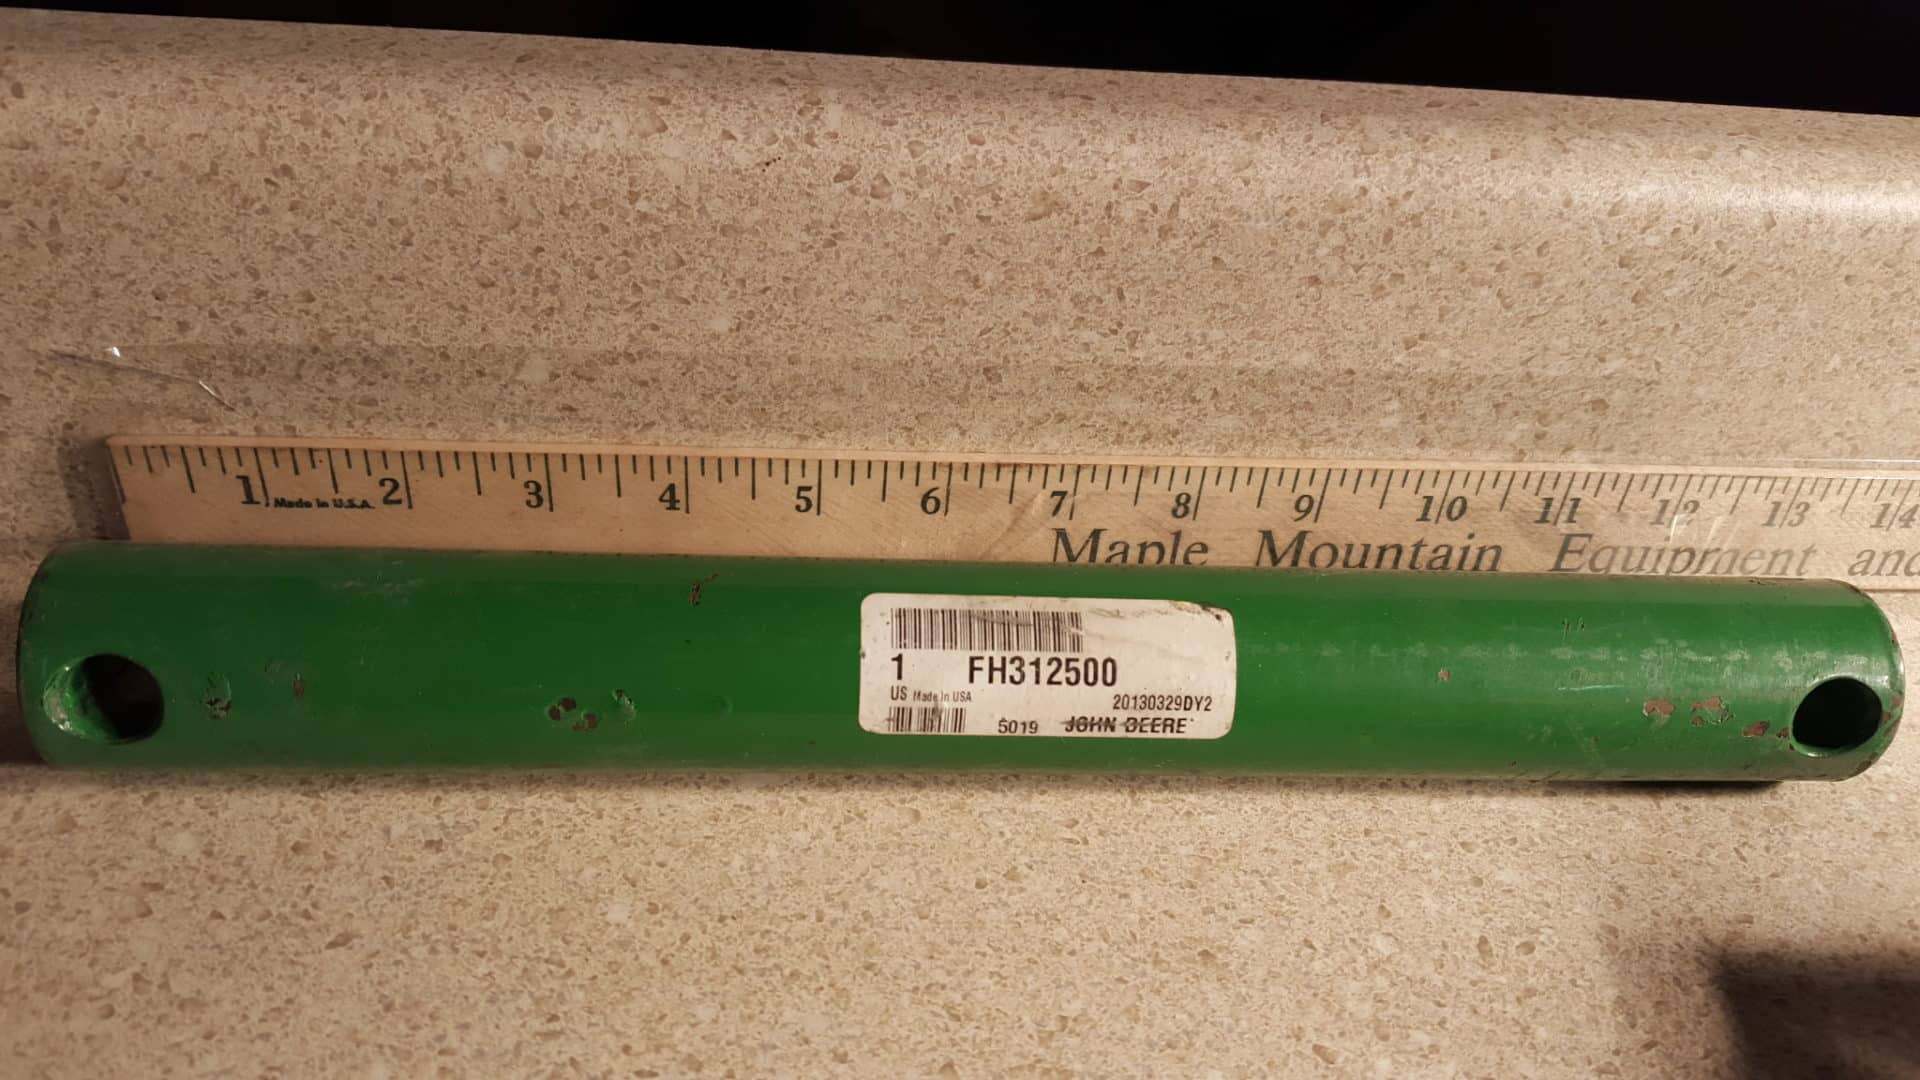 1 2 3 4 5 6 7 8 9 10 11 12 13 14
Made in U.S.A.
Maple Mountain Equipment and
1 FH312500
US Made In USA 20130329DY2
5019 JOHN DEERE